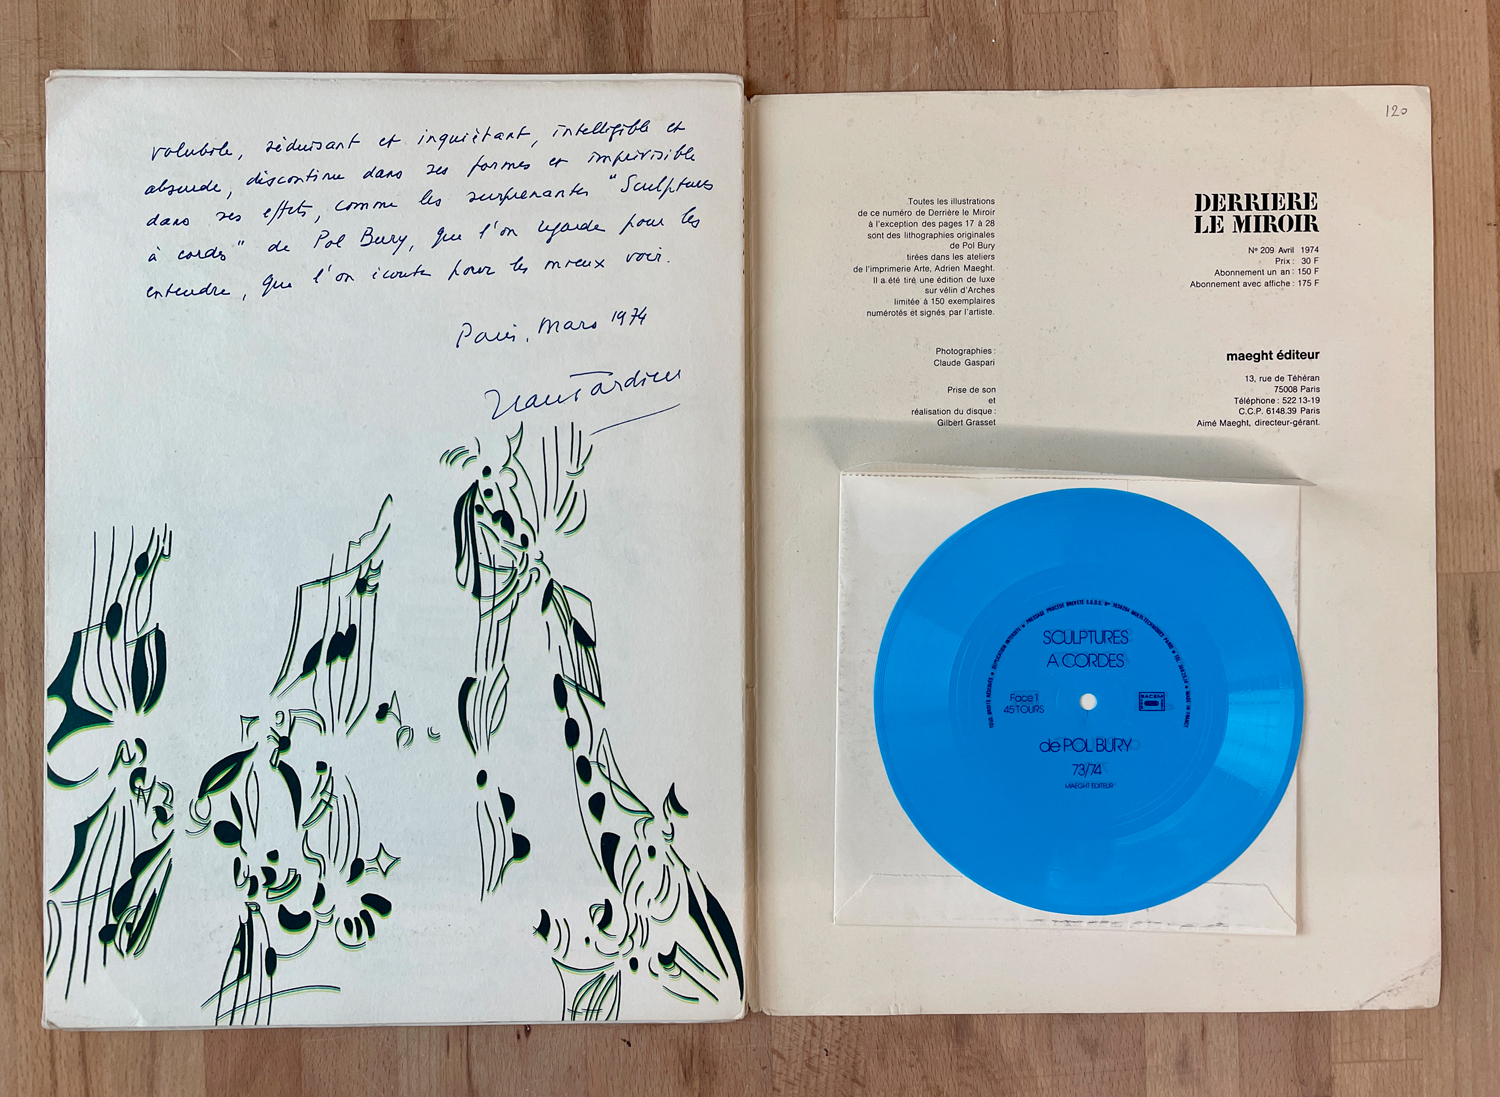 volubile, séduisant et inquiétant, intelligible et
absurde, discontinu dans ses formes et imprévisible
dans ses effets, comme les surprenantes "Sculptures
à cordes" de Pol Bury, que l'on regarde pour les
entendre, que l'on écoute pour les mieux voir.
Paris, Mars 1974
Jean Tardieu
120
Toutes les illustrations
de ce numéro de Derrière le Miroir
à l'exception des pages 17 à 28
sont des lithographies originales
de Pol Bury
tirées dans les ateliers
de l'imprimerie Arte, Adrien Maeght.
Il a été tiré une édition de luxe
sur vélin d'Arches
limitée à 150 exemplaires
numérotés et signés par l'artiste.
Photographies :
Claude Gaspari
Prise de son
et
réalisation du disque :
Gilbert Grasset
DERRIERE
LE MIROIR
Nº 209 Avril 1974
Prix : 30 F
Abonnement un an : 150 F
Abonnement avec affiche : 175 F
maeght éditeur
13, rue de Téhéran
75008 Paris
Téléphone : 522 13-19
C.C.P. 6148.39 Paris
Aimé Maeght, directeur-gérant.
SCULPTURES
A CORDES
Face 1
45 TOURS
SACEM
de POL BURY
73/74
MAEGHT EDITEUR